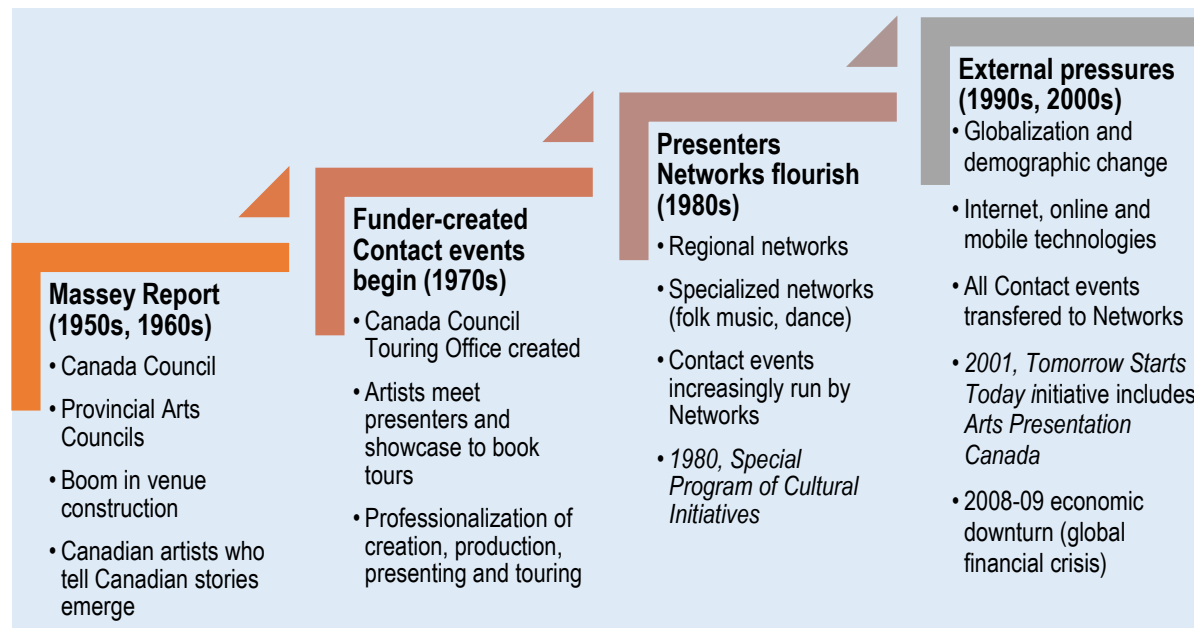 Massey Report
(1950s, 1960s)
• Canada Council
• Provincial Arts
Councils
• Boom in venue
construction
• Canadian artists who
tell Canadian stories
emerge
Funder-created
Contact events
begin (1970s)
• Canada Council
Touring Office created
• Artists meet
presenters and
showcase to book
tours
• Professionalization of
creation, production,
presenting and touring
Presenters
Networks flourish
(1980s)
• Regional networks
• Specialized networks
(folk music, dance)
• Contact events
increasingly run by
Networks
• 1980, Special
Program of Cultural
Initiatives
External pressures
(1990s, 2000s)
• Globalization and
demographic change
• Internet, online and
mobile technologies
• All Contact events
transfered to Networks
• 2001, Tomorrow Starts
Today initiative includes
Arts Presentation
Canada
• 2008-09 economic
downturn (global
financial crisis)